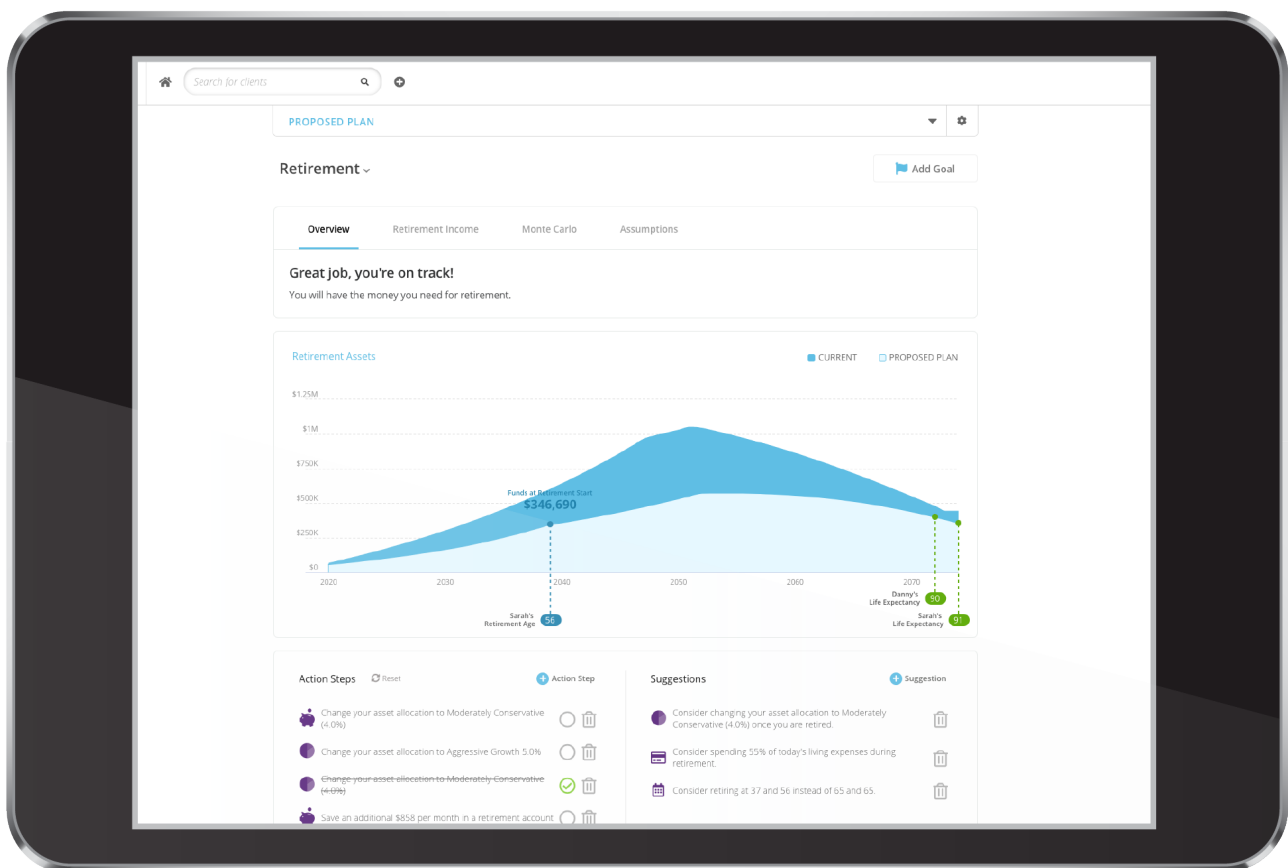 Search for clients
PROPOSED PLAN
Retirement
Add Goal
Overview
Retirement Income
Monte Carlo
Assumptions
Great job, you're on track!
You will have the money you need for retirement.
Retirement Assets
CURRENT
PROPOSED PLAN
$1.25M
$1M
$750K
$500K
$250K
$0
Funds at Retirement Start
$346,690
2020
2030
2040
2050
2060
2070
Danny's
Life Expectancy
90
Sarah's
Retirement Age
56
Sarah's
Life Expectancy
91
Action Steps
Reset
Action Step
Change your asset allocation to Moderately Conservative
(4.0%)
Change your asset allocation to Aggressive Growth 5.0%
Change your asset allocation to Moderately Conservative
(4.0%)
Save an additional $858 per month in a retirement account
Suggestions
Suggestion
Consider changing your asset allocation to Moderately
Conservative (4.0%) once you are retired.
Consider spending 55% of today's living expenses during
retirement.
Consider retiring at 37 and 56 instead of 65 and 65.